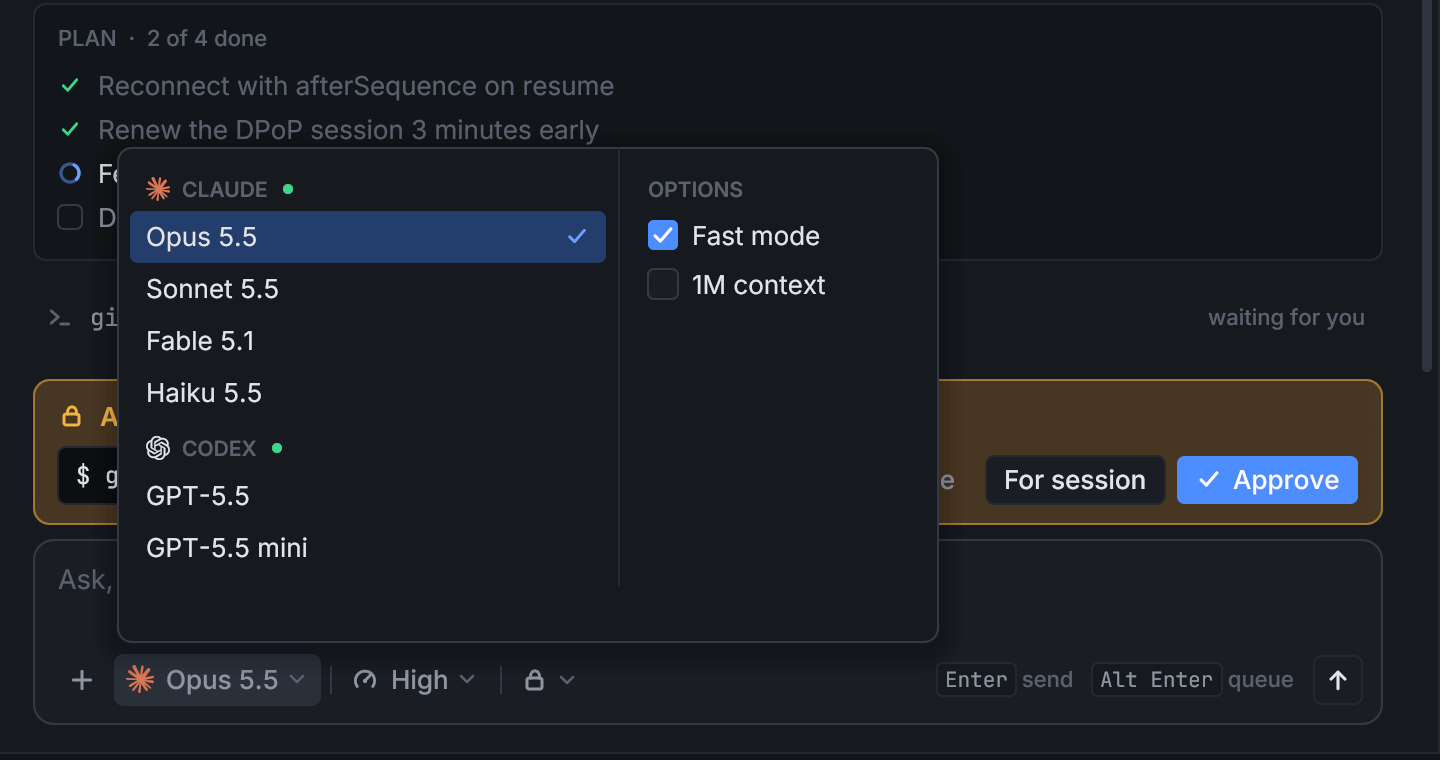 PLAN · 2 of 4 done
Reconnect with afterSequence on resume
Renew the DPoP session 3 minutes early
CLAUDE
Opus 5.5
Sonnet 5.5
Fable 5.1
Haiku 5.5
CODEX
GPT-5.5
GPT-5.5 mini
OPTIONS
Fast mode
1M context
waiting for you
$
For session
Approve
Ask,
Opus 5.5
High
Enter send Alt Enter queue